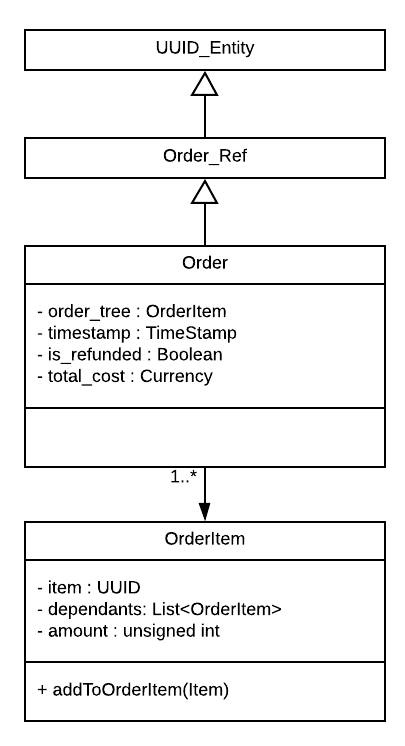 UUID_Entity
Order_Ref
Order
- order_tree : OrderItem
- timestamp : TimeStamp
- is_refunded : Boolean
- total_cost : Currency
1..*
OrderItem
- item : UUID
- dependants: List<OrderItem>
- amount : unsigned int
+ addToOrderItem(Item)